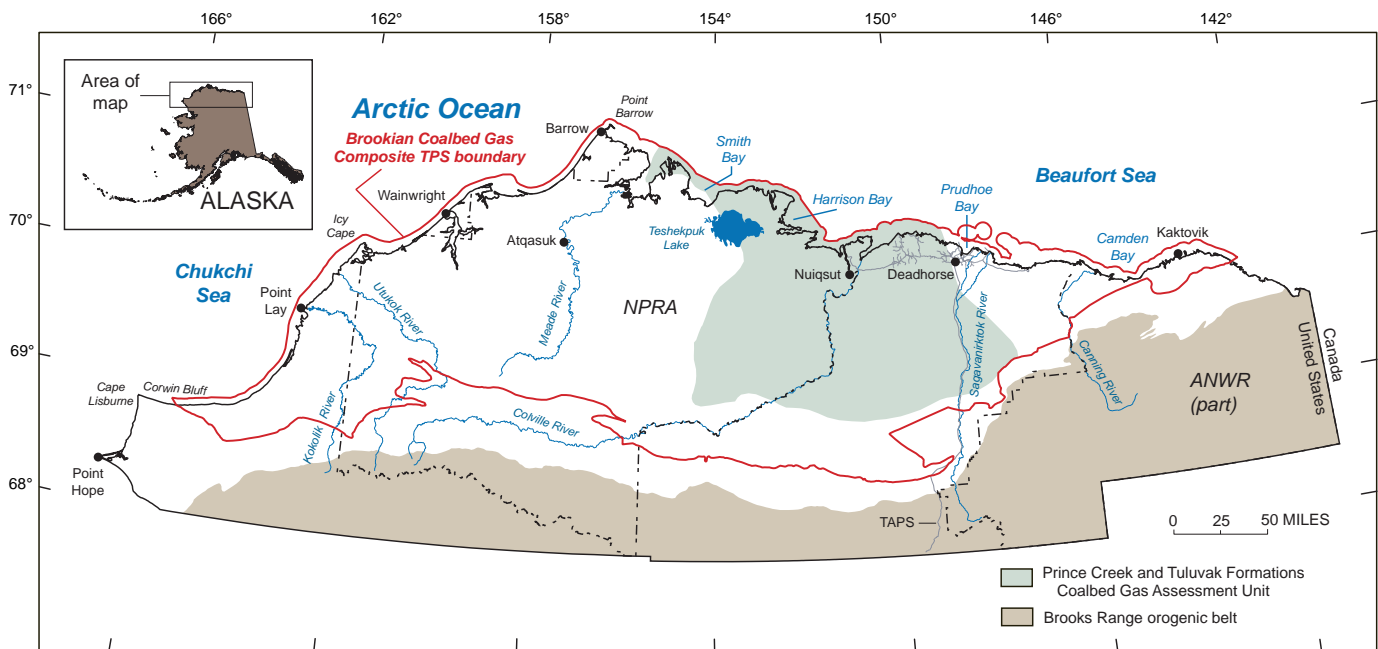 166°
162°
158°
154°
150°
146°
142°
71°
70°
69°
68°
Area of
map
ALASKA
Arctic Ocean
Brookian Coalbed Gas
Composite TPS boundary
Point
Barrow
Barrow
Smith
Bay
Wainwright
Icy
Cape
Atqasuk
Teshekpuk
Lake
Harrison Bay
Prudhoe
Bay
Beaufort Sea
Camden
Bay
Kaktovik
Chukchi
Sea
Point
Lay
Utukok River
Meade River
NPRA
Nuiqsut
Deadhorse
Sagavanirktok River
Canning River
Canada
United States
ANWR
(part)
Cape
Lisburne
Corwin Bluff
Kokolik River
Colville River
Point
Hope
TAPS
0 25 50 MILES
Prince Creek and Tuluvak Formations
Coalbed Gas Assessment Unit
Brooks Range orogenic belt